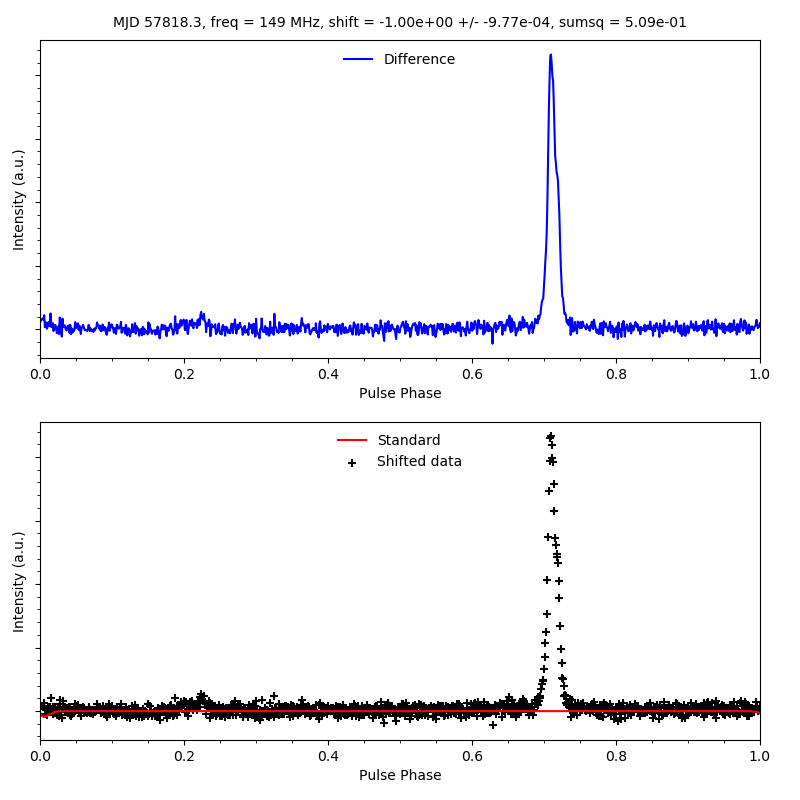 MJD 57818.3, freq = 149 MHz, shift = -1.00e+00 +/- -9.77e-04, sumsq = 5.09e-01
Difference
Intensity (a.u.)
0.0 0.2 0.4 0.6 0.8 1.0
Pulse Phase
Standard
Shifted data
Intensity (a.u.)
0.0 0.2 0.4 0.6 0.8 1.0
Pulse Phase